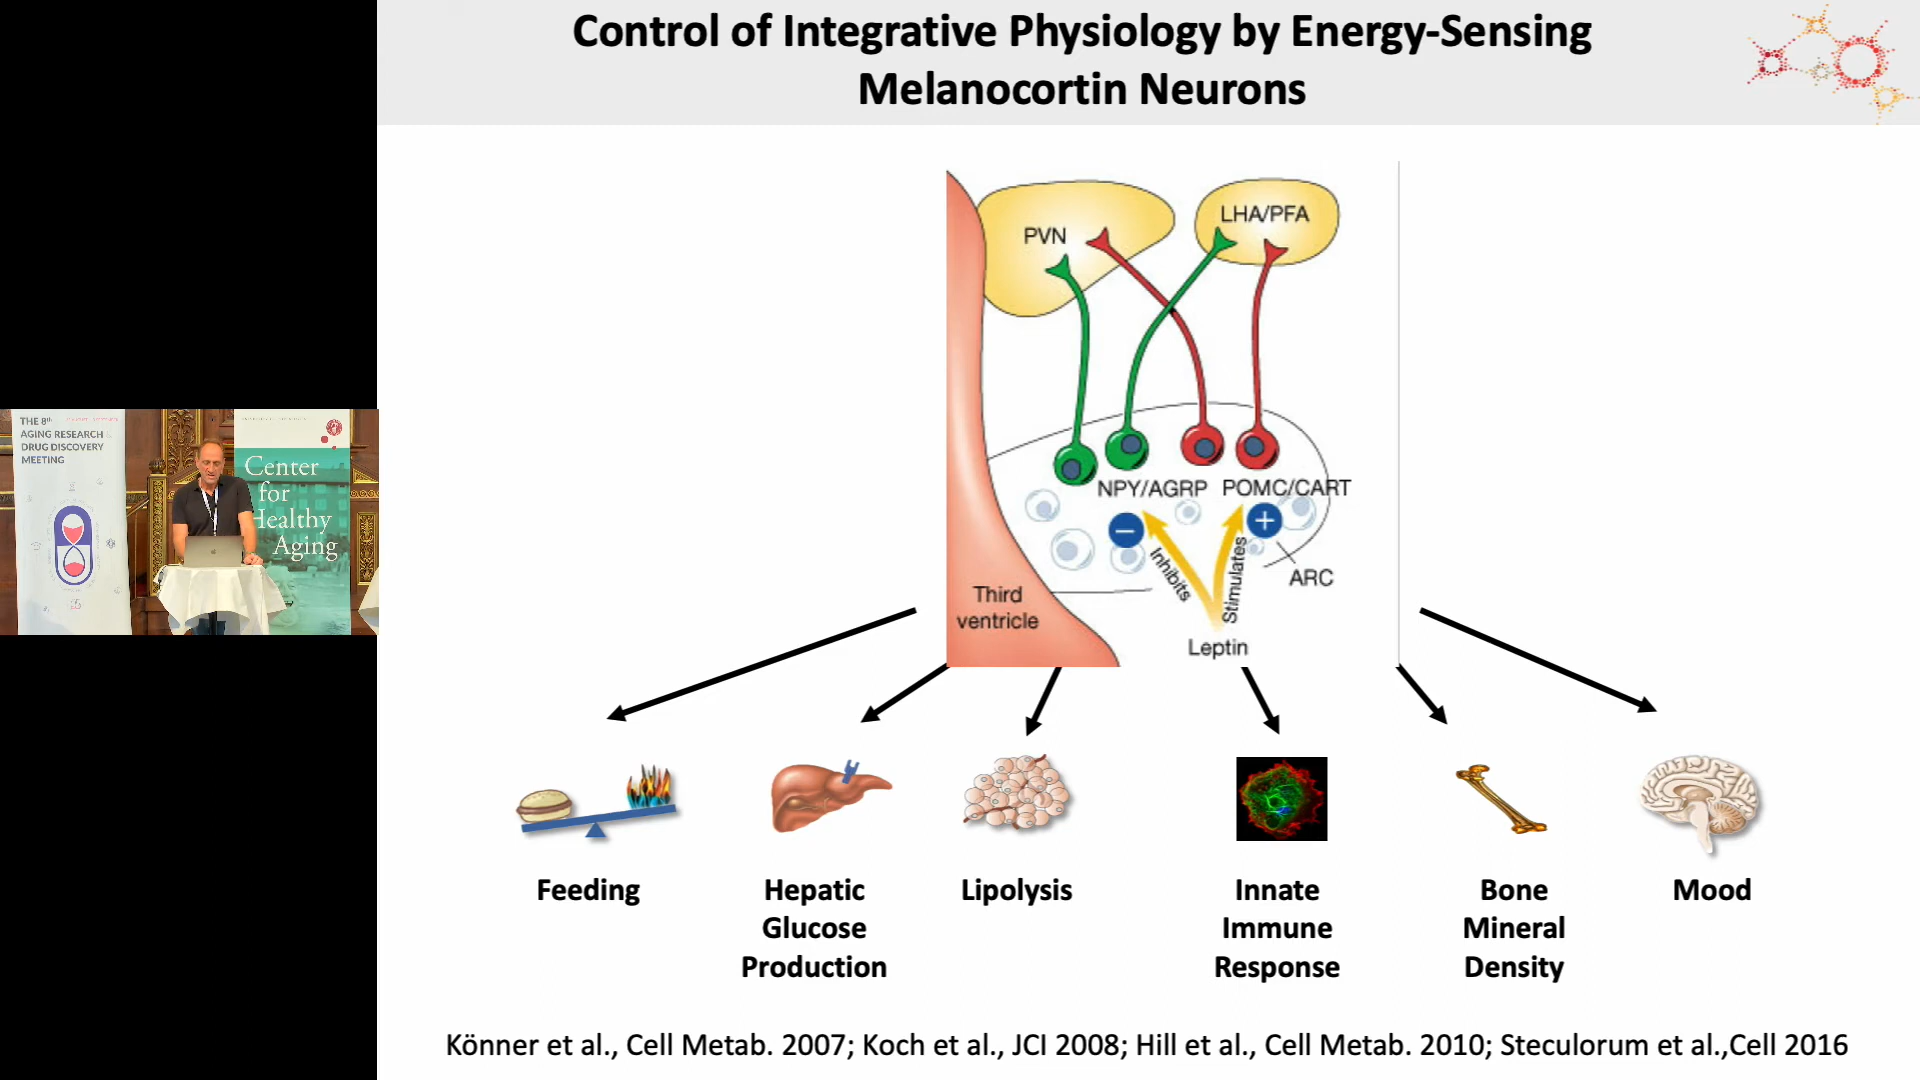 Control of Integrative Physiology by Energy-Sensing
Melanocortin Neurons
PVN
LHA/PFA
NPY/AGRP
POMC/CART
−
+
Inhibits
Stimulates
ARC
Third
ventricle
Leptin
Feeding
Hepatic
Glucose
Production
Lipolysis
Innate
Immune
Response
Bone
Mineral
Density
Mood
Könner et al., Cell Metab. 2007; Koch et al., JCI 2008; Hill et al., Cell Metab. 2010; Steculorum et al.,Cell 2016
THE 8th
AGING RESEARCH
DRUG DISCOVERY
MEETING
Center
for
Healthy
Aging